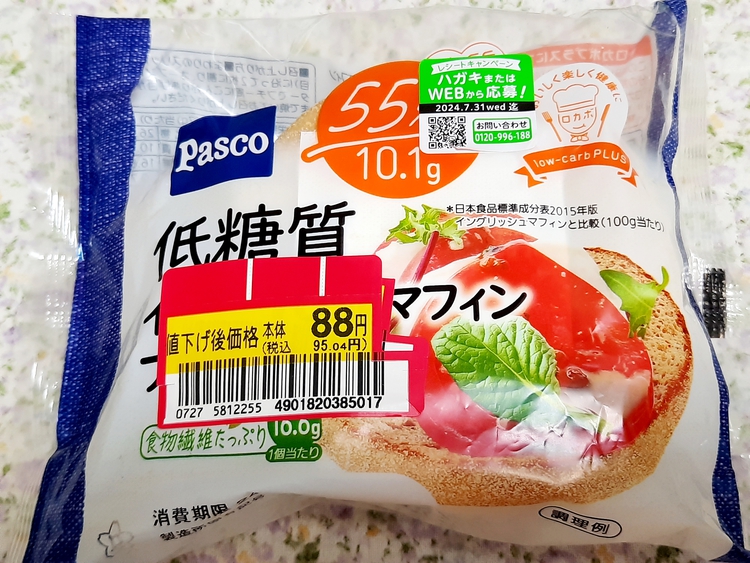 レシートキャンペーン
ハガキまたは
WEBから応募!
2024.7.31wed 迄
お問い合わせ
0120-996-188
Pasco
55%
10.1g
おいしく楽しく健康に
ロカボ
low-carbPLUS
*日本食品標準成分表2015年版
イングリッシュマフィンと比較(100g当たり)
低糖質
マフィン
値下げ後価格 本体 88円
(税込 95.04円)
0727 5812255 4901820385017
食物繊維たっぷり 10.0g
1個当たり
消費期限
調理例